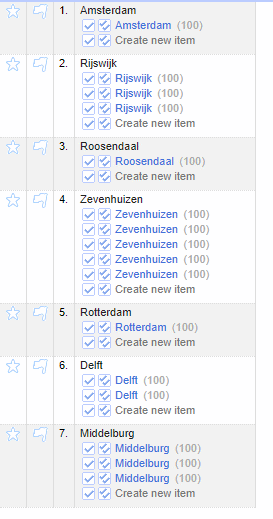 1. Amsterdam
Amsterdam (100)
Create new item
2. Rijswijk
Rijswijk (100)
Rijswijk (100)
Rijswijk (100)
Create new item
3. Roosendaal
Roosendaal (100)
Create new item
4. Zevenhuizen
Zevenhuizen (100)
Zevenhuizen (100)
Zevenhuizen (100)
Zevenhuizen (100)
Zevenhuizen (100)
Create new item
5. Rotterdam
Rotterdam (100)
Create new item
6. Delft
Delft (100)
Delft (100)
Create new item
7. Middelburg
Middelburg (100)
Middelburg (100)
Middelburg (100)
Create new item